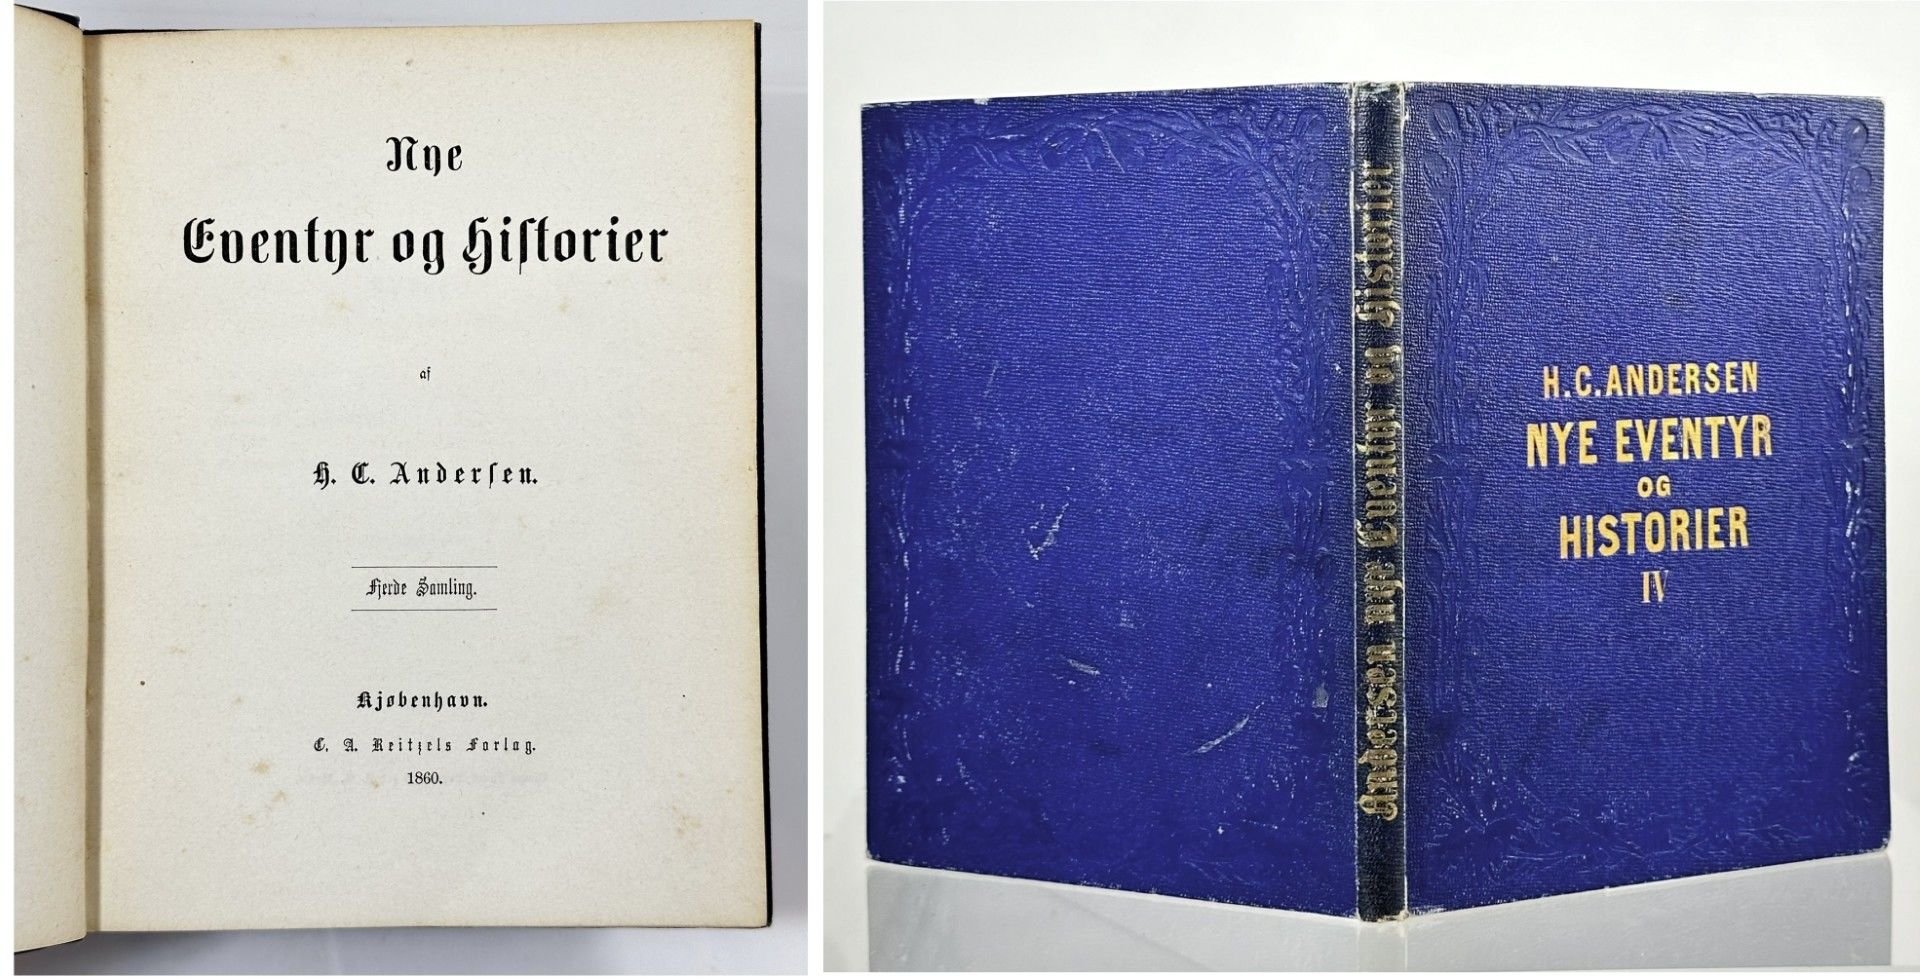 Nye
Eventyr og Hiſtorier
af
H. C. Anderſen.
Fjerde Samling.
Kjøbenhavn.
C. A. Reitzels Forlag.
1860.
Andersen nye Eventyr og Historier
H. C. ANDERSEN
NYE EVENTYR
OG
HISTORIER
IV